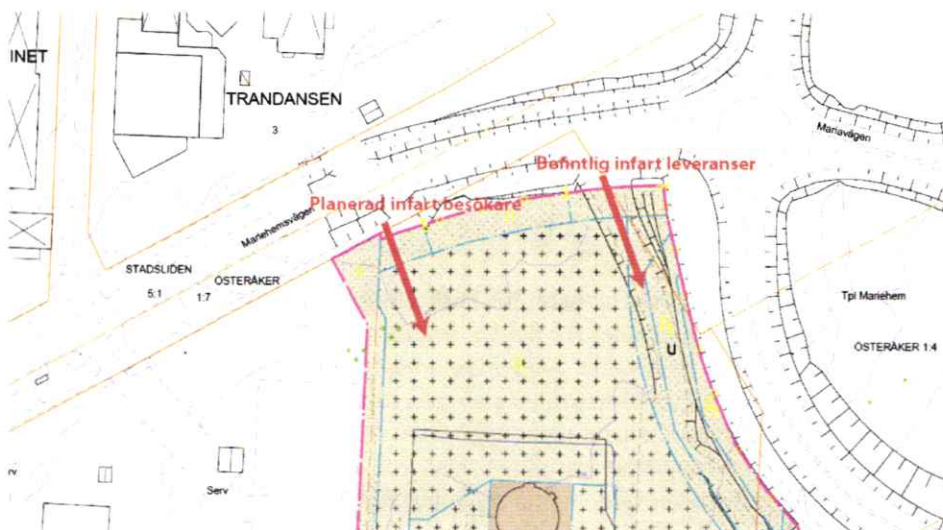 INET
TRANDANSEN
3
Mariavägen
Befintlig infart leveranser
Planerad infart besökare
Mariehemsvägen
STADSLIDEN
ÖSTERÅKER
5:1
1:7
Tpl Mariehem
ÖSTERÅKER 1:4
U
Serv